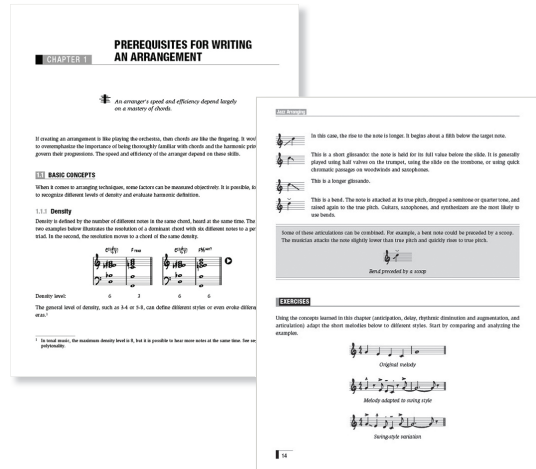 CHAPTER 1
PREREQUISITES FOR WRITING
AN ARRANGEMENT
An arranger's speed and efficiency depend largely
on a mastery of chords.
If creating an arrangement is like playing the orchestra, then chords are like the fingering. It
to overemphasize the importance of being thoroughly familiar with chords and the harmonic
govern their progressions. The speed and efficiency of the arranger depend on these skills.
1.1 BASIC CONCEPTS
When it comes to arranging techniques, some factors can be measured objectively. It is possible,
to recognize different levels of density and evaluate harmonic definition.
1.1.1 Density
Density is defined by the number of different notes in the same chord, heard at the same time. The
two examples below illustrate the resolution of a dominant chord with six different notes to a
triad. In the second, the resolution moves to a chord of the same density.
Density level: 6 3 6 6
The general level of density, such as 3-4 or 5-8, can define different styles or even evoke
eras.¹
¹ In tonal music, the maximum density level is 8, but it is possible to hear more notes at the same time. See
polytonality.
Just Arranging
In this case, the rise to the note is longer. It begins about a fifth below the target note.
This is a short glissando: the note is held for its full value before the slide. It is generally
played using half valves on the trumpet, using the slide on the trombone, or using quick
chromatic passages on woodwinds and saxophones.
This is a longer glissando.
This is a bend. The note is attacked at its true pitch, dropped a semitone or quarter tone, and
raised again to the true pitch. Guitars, saxophones, and synthesizers are the most likely to
use bends.
Some of these articulations can be combined. For example, a bent note could be preceded by a scoop.
The musician attacks the note slightly lower than true pitch and quickly rises to true pitch.
Bend preceded by a scoop
EXERCISES
Using the concepts learned in this chapter (anticipation, delay, rhythmic diminution and augmentation, and
articulation) adapt the short melodies below to different styles. Start by comparing and analyzing the
examples.
Original melody
Melody adapted to swing style
Swing-style variation
14